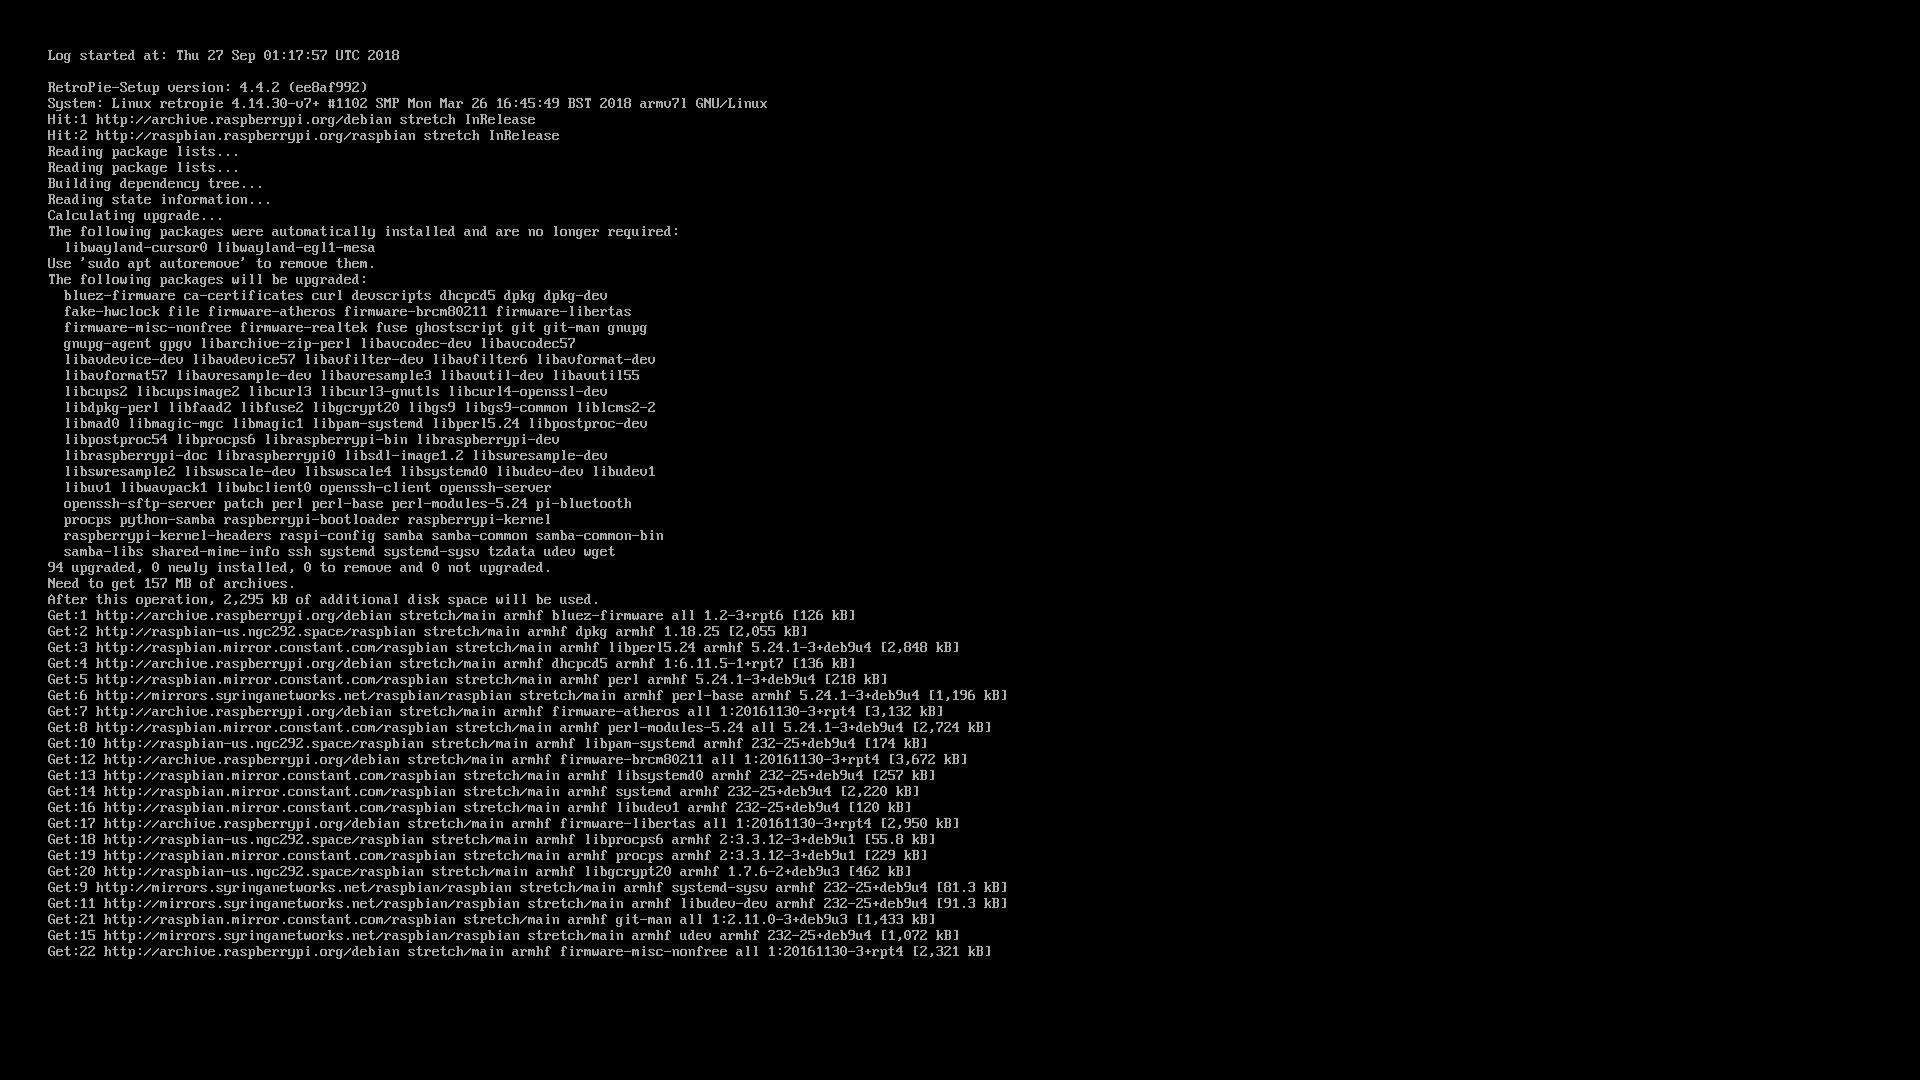 Log started at: Thu 27 Sep 01:17:57 UTC 2018
RetroPie-Setup version: 4.4.2 (ee8af992)
System: Linux retropie 4.14.30-v7+ #1102 SMP Mon Mar 26 16:45:49 BST 2018 armv7l GNU/Linux
Hit:1 http://archive.raspberrypi.org/debian stretch InRelease
Hit:2 http://raspbian.raspberrypi.org/raspbian stretch InRelease
Reading package lists...
Reading package lists...
Building dependency tree...
Reading state information...
Calculating upgrade...
The following packages were automatically installed and are no longer required:
  libwayland-cursor0 libwayland-egl1-mesa
Use 'sudo apt autoremove' to remove them.
The following packages will be upgraded:
  bluez-firmware ca-certificates curl devscripts dhcpcd5 dpkg dpkg-dev
  fake-hwclock file firmware-atheros firmware-brcm80211 firmware-libertas
  firmware-misc-nonfree firmware-realtek fuse ghostscript git git-man gnupg
  gnupg-agent gpgv libarchive-zip-perl libavcodec-dev libavcodec57
  libavdevice-dev libavdevice57 libavfilter-dev libavfilter6 libavformat-dev
  libavformat57 libavresample-dev libavresample3 libavutil-dev libavutil55
  libcups2 libcupsimage2 libcurl3 libcurl3-gnutls libcurl4-openssl-dev
  libdpkg-perl libfaad2 libfuse2 libgcrypt20 libgs9 libgs9-common liblcms2-2
  libmad0 libmagic-mgc libmagic1 libpam-systemd libperl5.24 libpostproc-dev
  libpostproc54 libprocps6 libraspberrypi-bin libraspberrypi-dev
  libraspberrypi-doc libraspberrypi0 libsdl-image1.2 libswresample-dev
  libswresample2 libswscale-dev libswscale4 libsystemd0 libudev-dev libudev1
  libuv1 libwavpack1 libwbclient0 openssh-client openssh-server
  openssh-sftp-server patch perl perl-base perl-modules-5.24 pi-bluetooth
  procps python-samba raspberrypi-bootloader raspberrypi-kernel
  raspberrypi-kernel-headers raspi-config samba samba-common samba-common-bin
  samba-libs shared-mime-info ssh systemd systemd-sysv tzdata udev wget
94 upgraded, 0 newly installed, 0 to remove and 0 not upgraded.
Need to get 157 MB of archives.
After this operation, 2,295 kB of additional disk space will be used.
Get:1 http://archive.raspberrypi.org/debian stretch/main armhf bluez-firmware all 1.2-3+rpt6 [126 kB]
Get:2 http://raspbian-us.ngc292.space/raspbian stretch/main armhf dpkg armhf 1.18.25 [2,055 kB]
Get:3 http://raspbian.mirror.constant.com/raspbian stretch/main armhf libperl5.24 armhf 5.24.1-3+deb9u4 [2,848 kB]
Get:4 http://archive.raspberrypi.org/debian stretch/main armhf dhcpcd5 armhf 1:6.11.5-1+rpt7 [136 kB]
Get:5 http://raspbian.mirror.constant.com/raspbian stretch/main armhf perl armhf 5.24.1-3+deb9u4 [218 kB]
Get:6 http://mirrors.syringanetworks.net/raspbian/raspbian stretch/main armhf perl-base armhf 5.24.1-3+deb9u4 [1,196 kB]
Get:7 http://archive.raspberrypi.org/debian stretch/main armhf firmware-atheros all 1:20161130-3+rpt4 [3,132 kB]
Get:8 http://raspbian.mirror.constant.com/raspbian stretch/main armhf perl-modules-5.24 all 5.24.1-3+deb9u4 [2,724 kB]
Get:10 http://raspbian-us.ngc292.space/raspbian stretch/main armhf libpam-systemd armhf 232-25+deb9u4 [174 kB]
Get:12 http://archive.raspberrypi.org/debian stretch/main armhf firmware-brcm80211 all 1:20161130-3+rpt4 [3,672 kB]
Get:13 http://raspbian.mirror.constant.com/raspbian stretch/main armhf libsystemd0 armhf 232-25+deb9u4 [257 kB]
Get:14 http://raspbian.mirror.constant.com/raspbian stretch/main armhf systemd armhf 232-25+deb9u4 [2,220 kB]
Get:16 http://raspbian.mirror.constant.com/raspbian stretch/main armhf libudev1 armhf 232-25+deb9u4 [120 kB]
Get:17 http://archive.raspberrypi.org/debian stretch/main armhf firmware-libertas all 1:20161130-3+rpt4 [2,950 kB]
Get:18 http://raspbian-us.ngc292.space/raspbian stretch/main armhf libprocps6 armhf 2:3.3.12-3+deb9u1 [55.8 kB]
Get:19 http://raspbian.mirror.constant.com/raspbian stretch/main armhf procps armhf 2:3.3.12-3+deb9u1 [229 kB]
Get:20 http://raspbian-us.ngc292.space/raspbian stretch/main armhf libgcrypt20 armhf 1.7.6-2+deb9u3 [462 kB]
Get:9 http://mirrors.syringanetworks.net/raspbian/raspbian stretch/main armhf systemd-sysv armhf 232-25+deb9u4 [81.3 kB]
Get:11 http://mirrors.syringanetworks.net/raspbian/raspbian stretch/main armhf libudev-dev armhf 232-25+deb9u4 [91.3 kB]
Get:21 http://raspbian.mirror.constant.com/raspbian stretch/main armhf git-man all 1:2.11.0-3+deb9u3 [1,433 kB]
Get:15 http://mirrors.syringanetworks.net/raspbian/raspbian stretch/main armhf udev armhf 232-25+deb9u4 [1,072 kB]
Get:22 http://archive.raspberrypi.org/debian stretch/main armhf firmware-misc-nonfree all 1:20161130-3+rpt4 [2,321 kB]